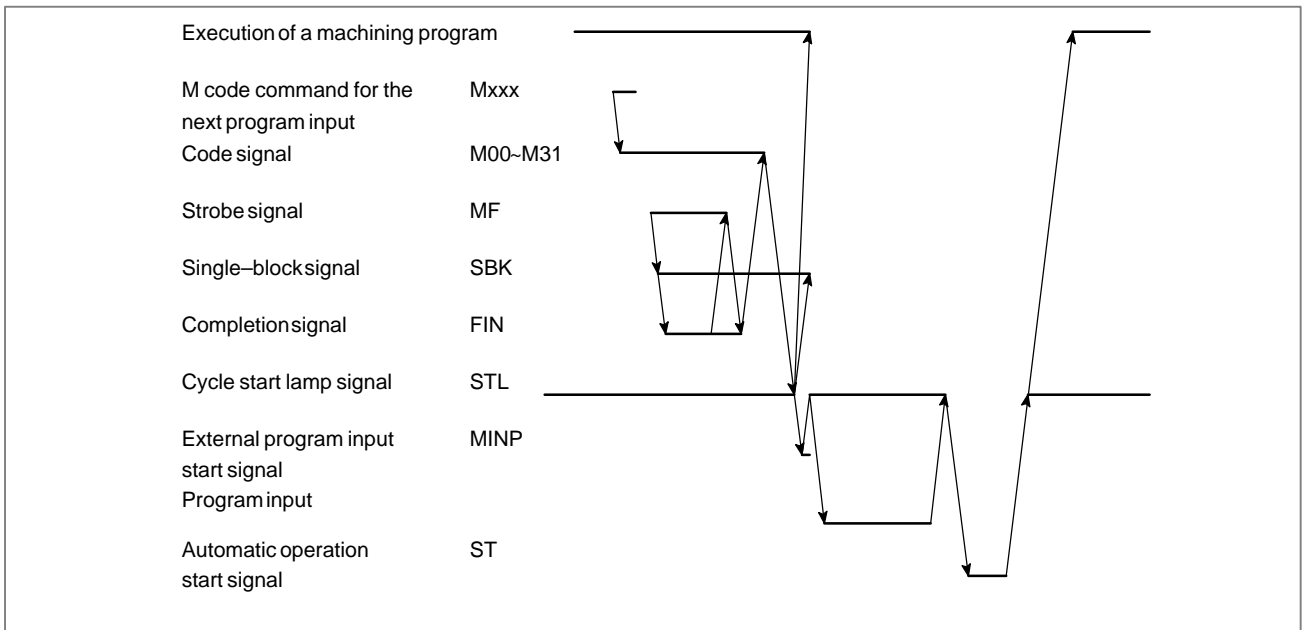 Execution of a machining program
M code command for the Mxxx
next program input
Code signal M00~M31
Strobe signal MF
Single–block signal SBK
Completion signal FIN
Cycle start lamp signal STL
External program input MINP
start signal
Program input
Automatic operation ST
start signal